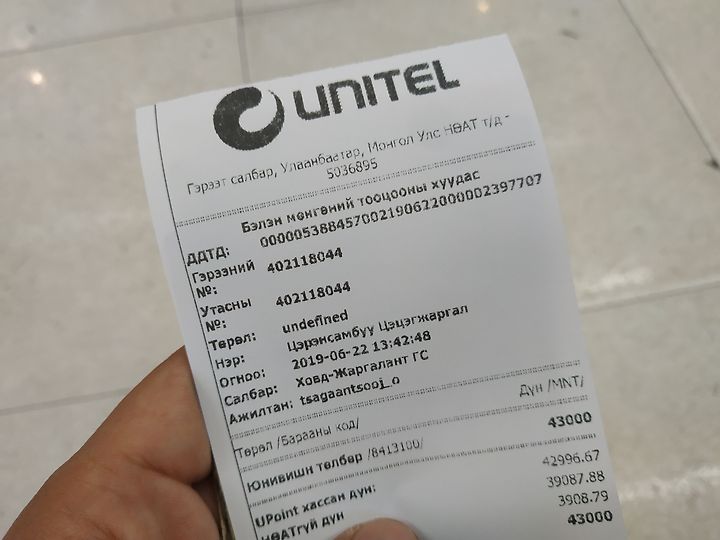 UNITEL
Гэрээт салбар, Улаанбаатар, Монгол Улс НӨАТ т/д -
5036895
Бэлэн мөнгөний тооцооны хуудас
ДДТД: 000005388457002190622000002397707
Гэрээний №: 402118044
Утасны №: 402118044
Төрөл: undefined
Нэр: Цэрэнсамбуу Цэцэгжаргал
Огноо: 2019-06-22 13:42:48
Салбар: Ховд-Жаргалант ГС
Ажилтан: tsagaantsooj_o
Төрөл /Барааны код/ Дүн /MNT/
Юнивишн төлбөр /8413100/ 43000
UPoint хассан дүн: 42996.67
НӨАТгүй дүн 39087.88
3908.79
43000